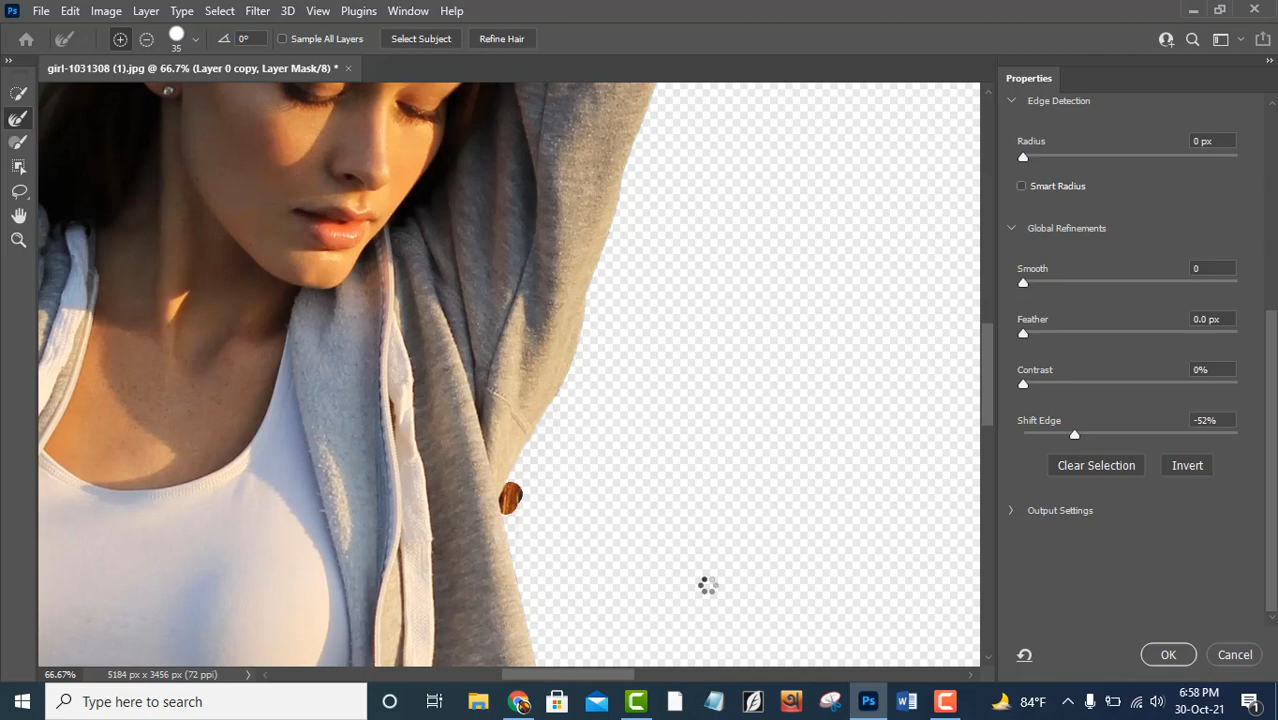 Ps File Edit Image Layer Type Select Filter 3D View Plugins Window Help
35 0° Sample All Layers Select Subject Refine Hair
girl-1031308 (1).jpg @ 66.7% (Layer 0 copy, Layer Mask/8) * ×
Properties
Edge Detection
Radius 0 px
Smart Radius
Global Refinements
Smooth 0
Feather 0.0 px
Contrast 0%
Shift Edge -52%
Clear Selection Invert
Output Settings
OK Cancel
66.67% 5184 px x 3456 px (72 ppi)
Type here to search Ps 84°F 6:58 PM
30-Oct-21 1